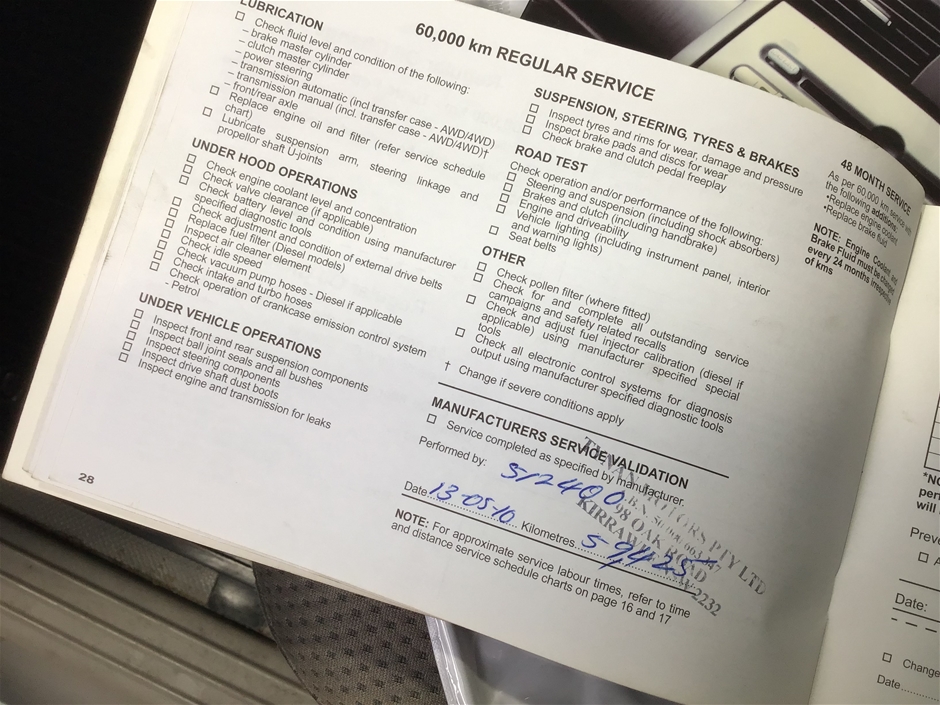 60,000 km REGULAR SERVICE
LUBRICATION
Check fluid level and condition of the following:
– brake master cylinder
– clutch master cylinder
– power steering
– transmission automatic (incl transfer case - AWD/4WD)
– transmission manual (incl. transfer case - AWD/4WD)†
– front/rear axle
Replace engine oil and filter (refer service schedule
chart)
Lubricate suspension arm, steering linkage and
propellor shaft U-joints
UNDER HOOD OPERATIONS
Check engine coolant level and concentration
Check valve clearance (if applicable)
Check battery level and condition using manufacturer
specified diagnostic tools
Check adjustment and condition of external drive belts
Replace fuel filter (Diesel models)
Inspect air cleaner element
Check idle speed
Check vacuum pump hoses - Diesel if applicable
Check intake and turbo hoses
Check operation of crankcase emission control system
- Petrol
UNDER VEHICLE OPERATIONS
Inspect front and rear suspension components
Inspect ball joint seals and all bushes
Inspect steering components
Inspect drive shaft dust boots
Inspect engine and transmission for leaks
28
SUSPENSION, STEERING, TYRES & BRAKES
Inspect tyres and rims for wear, damage and pressure
Inspect brake pads and discs for wear
Check brake and clutch pedal freeplay
ROAD TEST
Check operation and/or performance of the following:
Steering and suspension (including shock absorbers)
Brakes and clutch (including handbrake)
Engine and driveability
Vehicle lighting (including instrument panel, interior
and warning lights)
Seat belts
OTHER
Check pollen filter (where fitted)
Check for and complete all outstanding service
campaigns and safety related recalls
Check and adjust fuel injector calibration (diesel if
applicable) using manufacturer specified special
tools
Check all electronic control systems for diagnosis
output using manufacturer specified diagnostic tools
† Change if severe conditions apply
MANUFACTURERS SERVICE VALIDATION
Service completed as specified by manufacturer
Performed by: S12400
MOTORS PTY LTD
98 OAK ROAD
KIRRAWEE NSW 2232
Date 13-05-10 Kilometres 59425
NOTE: For approximate service labour times, refer to time
and distance service schedule charts on page 16 and 17
48 MONTH SERVICE
As per 60,000 km service with
the following additional:
•Replace engine coolant
•Replace brake fluid
NOTE: Engine Coolant and
Brake Fluid must be changed
every 24 months irrespective
of kms
*NO
will
Date:
Change
Date